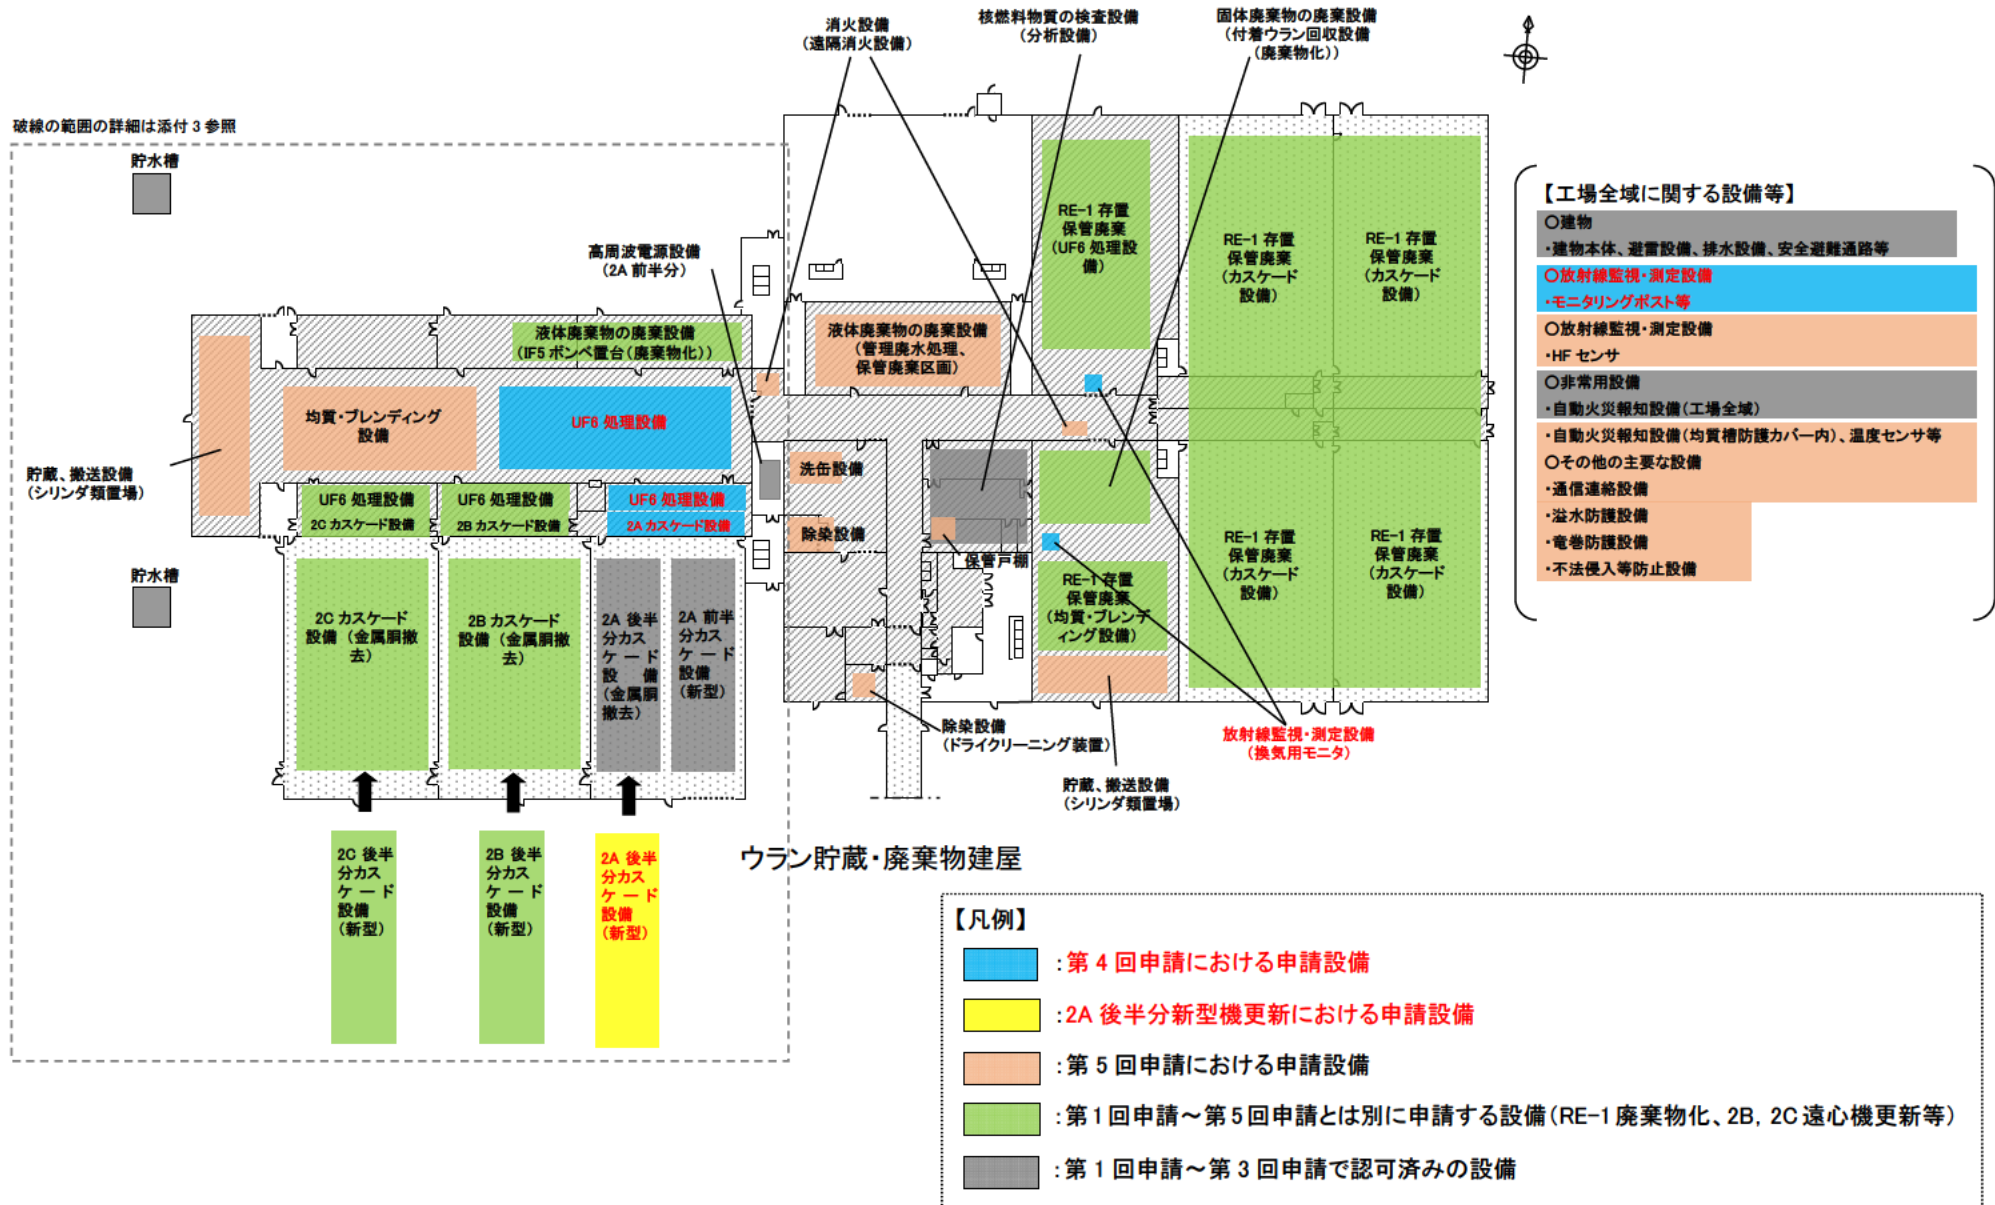 消火設備
（遠隔消火設備）
核燃料物質の検査設備
（分析設備）
固体廃棄物の廃棄設備
（付着ウラン回収設備
（廃棄物化））
破線の範囲の詳細は添付 3 参照
貯水槽
高周波電源設備
（2A 前半分）
液体廃棄物の廃棄設備
（IF5 ボンベ置台（廃棄物化））
液体廃棄物の廃棄設備
（管理廃水処理、
保管廃棄区画）
RE-1 存置
保管廃棄
（UF6 処理設
備）
RE-1 存置
保管廃棄
（カスケード
設備）
RE-1 存置
保管廃棄
（カスケード
設備）
均質・ブレンディング
設備
UF6 処理設備
貯蔵、搬送設備
（シリンダ類置場）
UF6 処理設備
2C カスケード設備
UF6 処理設備
2B カスケード設備
UF6 処理設備
2A カスケード設備
洗缶設備
除染設備
保管戸棚
貯水槽
2C カスケード
設備（金属胴撤
去）
2B カスケード
設備（金属胴撤
去）
2A 後半
分カス
ケード
設備
（金属胴
撤去）
2A 前半
分カス
ケード
設備
（新型）
RE-1 存置
保管廃棄
（均質・ブレンデ
ィング設備）
RE-1 存置
保管廃棄
（カスケード
設備）
RE-1 存置
保管廃棄
（カスケード
設備）
除染設備
（ドライクリーニング装置）
貯蔵、搬送設備
（シリンダ類置場）
放射線監視・測定設備
（換気用モニタ）
2C 後半
分カス
ケード
設備
（新型）
2B 後半
分カス
ケード
設備
（新型）
2A 後半
分カス
ケード
設備
（新型）
ウラン貯蔵・廃棄物建屋
【工場全域に関する設備等】
○建物
・建物本体、避雷設備、排水設備、安全避難通路等
○放射線監視・測定設備
・モニタリングポスト等
○放射線監視・測定設備
・HF センサ
○非常用設備
・自動火災報知設備（工場全域）
・自動火災報知設備（均質槽防護カバー内）、温度センサ等
○その他の主要な設備
・通信連絡設備
・溢水防護設備
・竜巻防護設備
・不法侵入等防止設備
【凡例】
：第 4 回申請における申請設備
：2A 後半分新型機更新における申請設備
：第 5 回申請における申請設備
：第 1 回申請～第 5 回申請とは別に申請する設備（RE-1 廃棄物化、2B, 2C 遠心機更新等）
：第 1 回申請～第 3 回申請で認可済みの設備